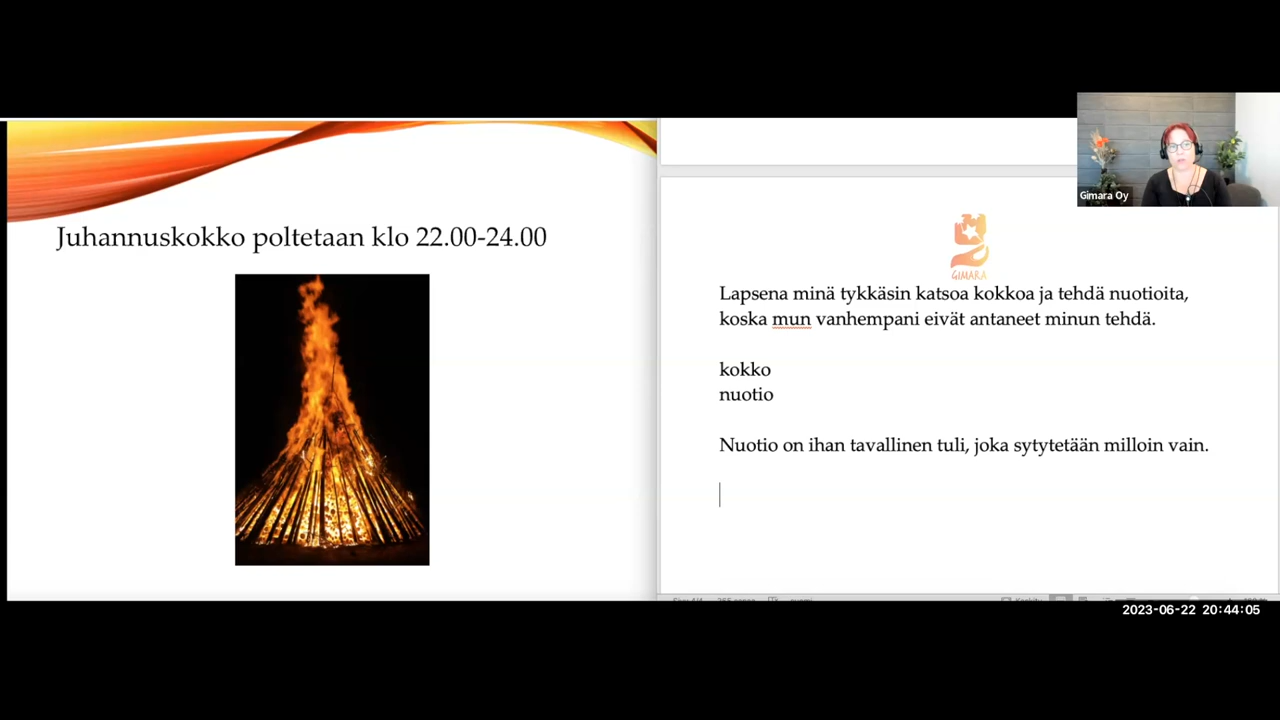 Juhannuskokko poltetaan klo 22.00-24.00
GIMARA
Lapsena minä tykkäsin katsoa kokkoa ja tehdä nuotioita,
koska mun vanhempani eivät antaneet minun tehdä.
kokko
nuotio
Nuotio on ihan tavallinen tuli, joka sytytetään milloin vain.
Gimara Oy
2023-06-22 20:44:05